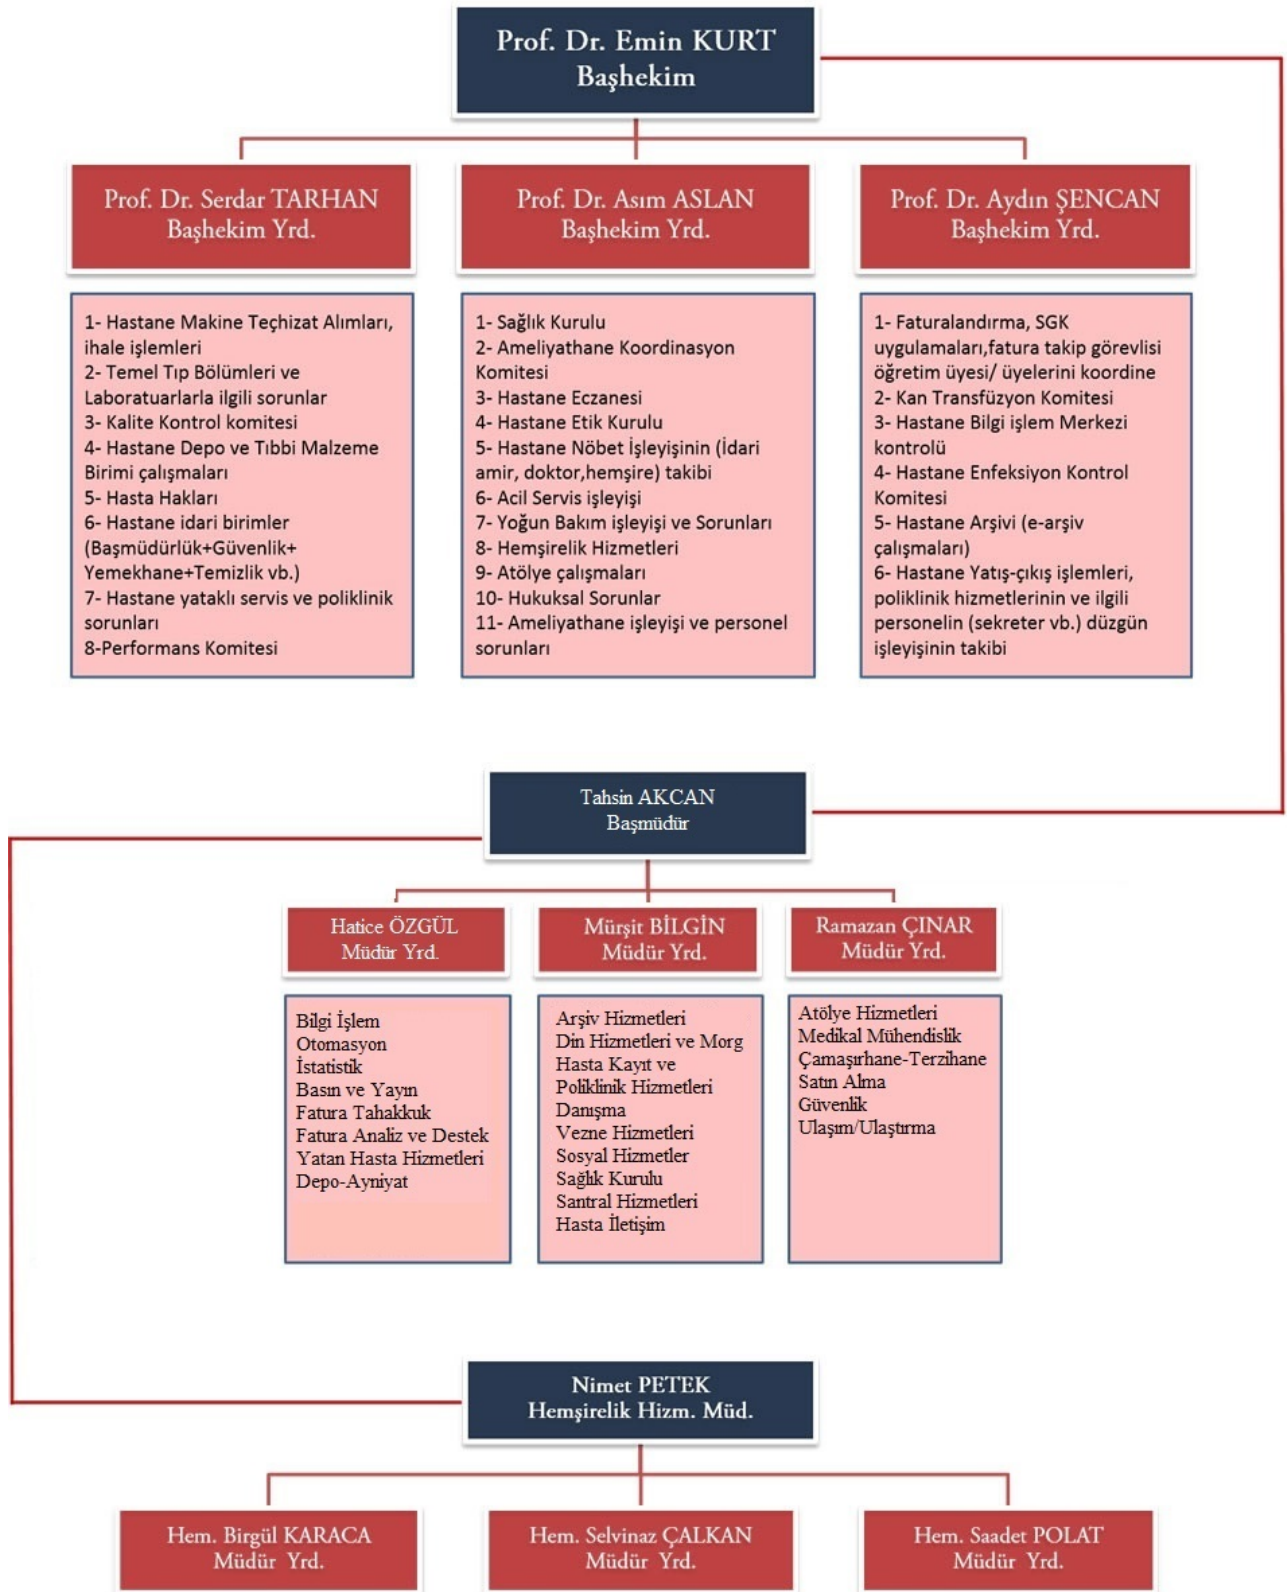 Prof. Dr. Emin KURT
Başhekim
Prof. Dr. Serdar TARHAN
Başhekim Yrd.
Prof. Dr. Asım ASLAN
Başhekim Yrd.
Prof. Dr. Aydın ŞENCAN
Başhekim Yrd.
1- Hastane Makine Teçhizat Alımları,
ihale işlemleri
2- Temel Tıp Bölümleri ve
Laboratuarlarla ilgili sorunlar
3- Kalite Kontrol komitesi
4- Hastane Depo ve Tıbbi Malzeme
Birimi çalışmaları
5- Hasta Hakları
6- Hastane idari birimler
(Başmüdürlük+Güvenlik+
Yemekhane+Temizlik vb.)
7- Hastane yataklı servis ve poliklinik
sorunları
8-Performans Komitesi
1- Sağlık Kurulu
2- Ameliyathane Koordinasyon
Komitesi
3- Hastane Eczanesi
4- Hastane Etik Kurulu
5- Hastane Nöbet İşleyişinin (İdari
amir, doktor,hemşire) takibi
6- Acil Servis işleyişi
7- Yoğun Bakım işleyişi ve Sorunları
8- Hemşirelik Hizmetleri
9- Atölye çalışmaları
10- Hukuksal Sorunlar
11- Ameliyathane işleyişi ve personel
sorunları
1- Faturalandırma, SGK
uygulamaları,fatura takip görevlisi
öğretim üyesi/ üyelerini koordine
2- Kan Transfüzyon Komitesi
3- Hastane Bilgi işlem Merkezi
kontrolü
4- Hastane Enfeksiyon Kontrol
Komitesi
5- Hastane Arşivi (e-arşiv
çalışmaları)
6- Hastane Yatış-çıkış işlemleri,
poliklinik hizmetlerinin ve ilgili
personelin (sekreter vb.) düzgün
işleyişinin takibi
Tahsin AKCAN
Başmüdür
Hatice ÖZGÜL
Müdür Yrd.
Mürşit BİLGİN
Müdür Yrd.
Ramazan ÇINAR
Müdür Yrd.
Bilgi İşlem
Otomasyon
İstatistik
Basın ve Yayın
Fatura Tahakkuk
Fatura Analiz ve Destek
Yatan Hasta Hizmetleri
Depo-Ayniyat
Arşiv Hizmetleri
Din Hizmetleri ve Morg
Hasta Kayıt ve
Poliklinik Hizmetleri
Danışma
Vezne Hizmetleri
Sosyal Hizmetler
Sağlık Kurulu
Santral Hizmetleri
Hasta İletişim
Atölye Hizmetleri
Medikal Mühendislik
Çamaşırhane-Terzihane
Satın Alma
Güvenlik
Ulaşım/Ulaştırma
Nimet PETEK
Hemşirelik Hizm. Müd.
Hem. Birgül KARACA
Müdür Yrd.
Hem. Selvinaz ÇALKAN
Müdür Yrd.
Hem. Saadet POLAT
Müdür Yrd.